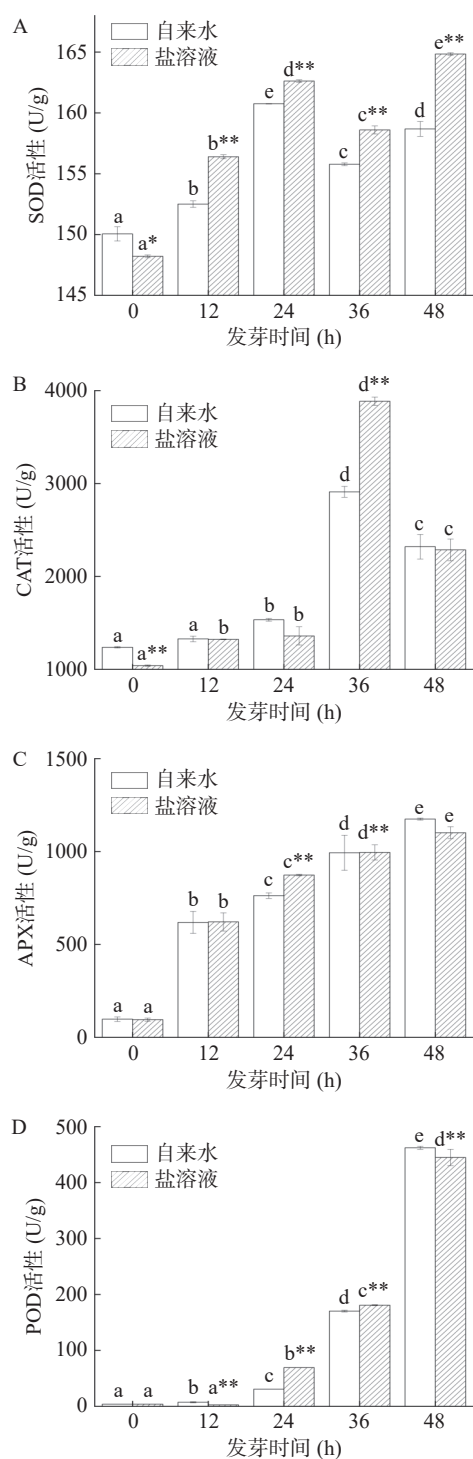 A
自来水
盐溶液
SOD活性 (U/g)
165
160
155
150
145
a
a*
b
b**
e
d**
c
c**
d
e**
0 12 24 36 48
发芽时间 (h)
B
自来水
盐溶液
CAT活性 (U/g)
4000
3000
2000
1000
a
a**
a
b
b
b
d
d**
c
c
0 12 24 36 48
发芽时间 (h)
C
自来水
盐溶液
APX活性 (U/g)
1500
1000
500
0
a
a
b
b
c
c**
d
d**
e
e
0 12 24 36 48
发芽时间 (h)
D
自来水
盐溶液
POD活性 (U/g)
500
400
300
200
100
0
a
a
b
a**
c
b**
d
c**
e
d**
0 12 24 36 48
发芽时间 (h)